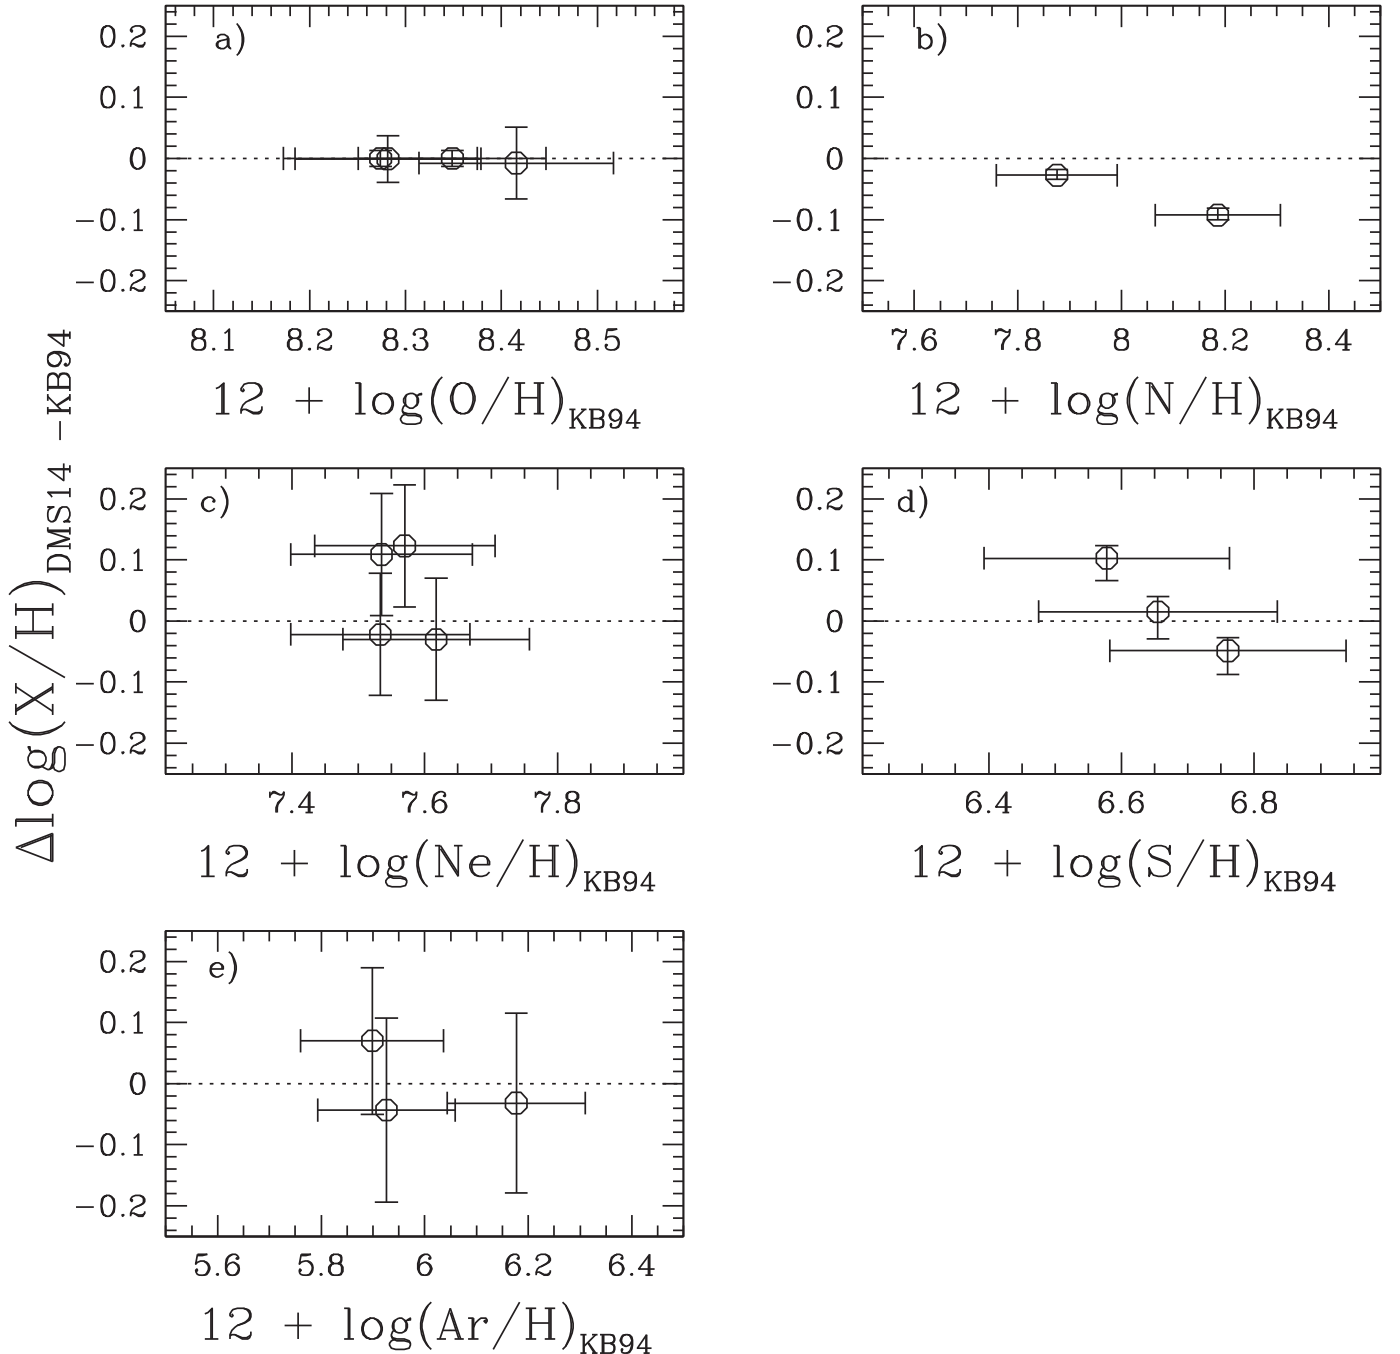 Δlog(X/H)DMS14 −KB94
a)
0.2
0.1
0
−0.1
−0.2
8.1 8.2 8.3 8.4 8.5
12 + log(O/H)KB94
b)
0.2
0.1
0
−0.1
−0.2
7.6 7.8 8 8.2 8.4
12 + log(N/H)KB94
c)
0.2
0.1
0
−0.1
−0.2
7.4 7.6 7.8
12 + log(Ne/H)KB94
d)
0.2
0.1
0
−0.1
−0.2
6.4 6.6 6.8
12 + log(S/H)KB94
e)
0.2
0.1
0
−0.1
−0.2
5.6 5.8 6 6.2 6.4
12 + log(Ar/H)KB94